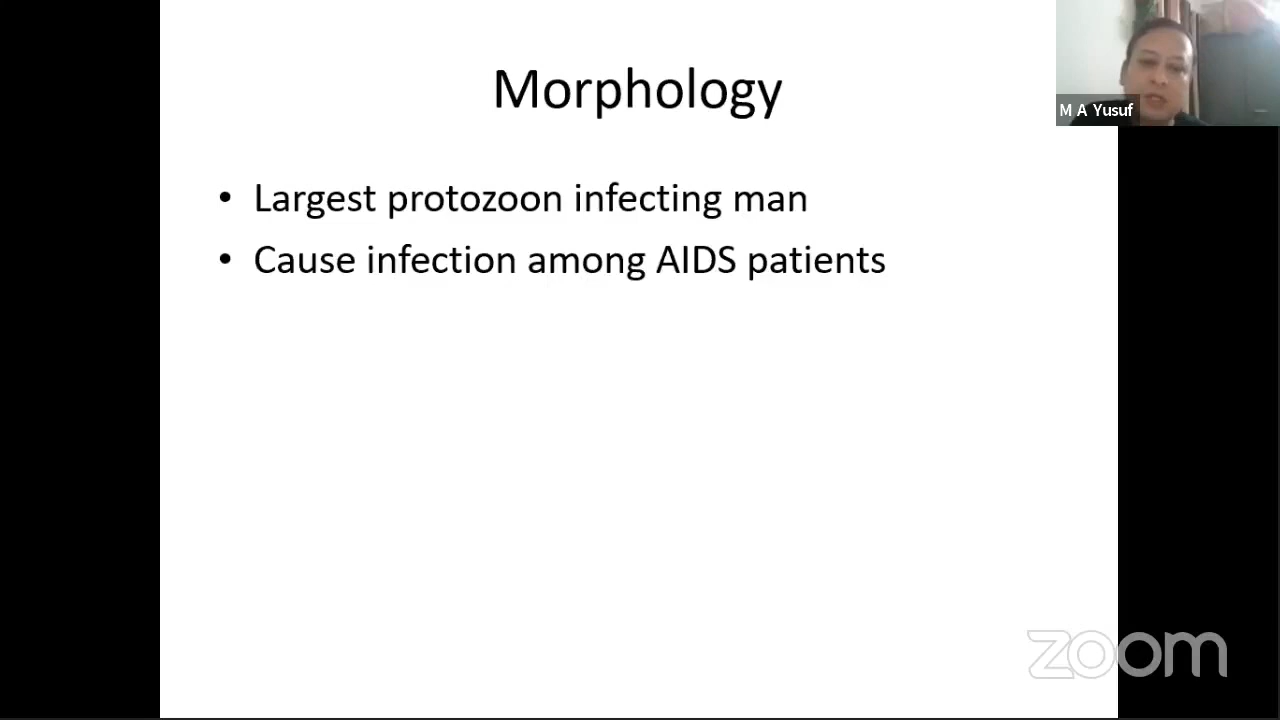 Morphology
M A Yusuf
• Largest protozoon infecting man
• Cause infection among AIDS patients
zoom